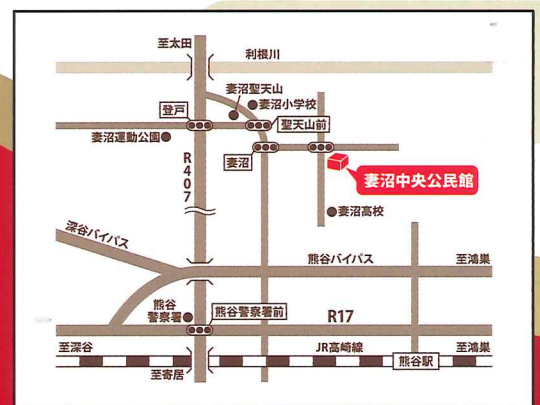 至太田
利根川
妻沼聖天山
妻沼小学校
登戸
聖天山前
妻沼運動公園
妻沼
R407
妻沼中央公民館
妻沼高校
深谷バイパス
熊谷バイパス
至鴻巣
熊谷
警察署
熊谷警察署前
R17
至深谷
JR高崎線
熊谷駅
至鴻巣
至寄居